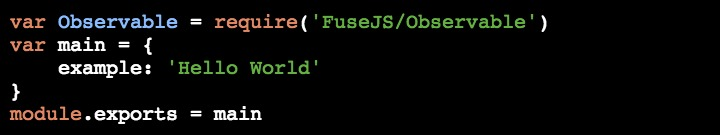 var Observable = require('FuseJS/Observable')
var main = {
    example: 'Hello World'
}
module.exports = main